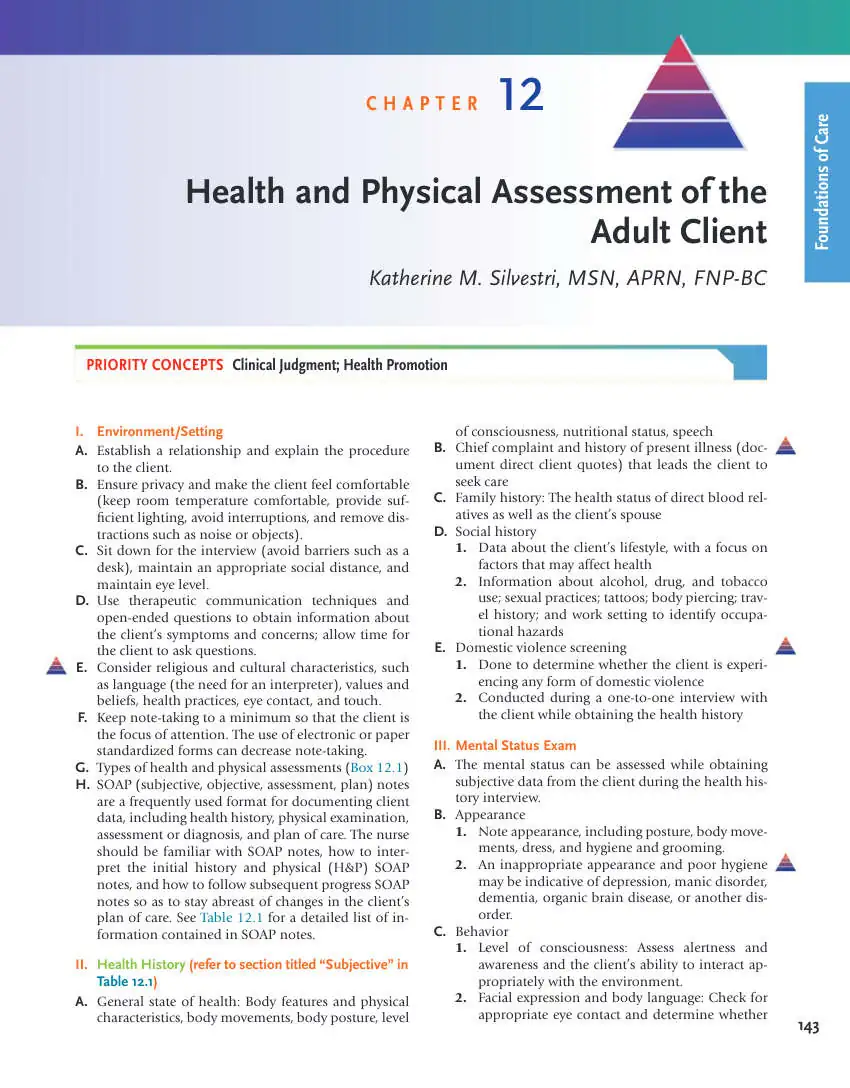 CHAPTER 12
Foundations of Care
Health and Physical Assessment of the
Adult Client
Katherine M. Silvestri, MSN, APRN, FNP-BC
PRIORITY CONCEPTS Clinical Judgment; Health Promotion
I. Environment/Setting
A. Establish a relationship and explain the procedure
to the client.
B. Ensure privacy and make the client feel comfortable
(keep room temperature comfortable, provide suf-
ficient lighting, avoid interruptions, and remove dis-
tractions such as noise or objects).
C. Sit down for the interview (avoid barriers such as a
desk), maintain an appropriate social distance, and
maintain eye level.
D. Use therapeutic communication techniques and
open-ended questions to obtain information about
the client's symptoms and concerns; allow time for
the client to ask questions.
E. Consider religious and cultural characteristics, such
as language (the need for an interpreter), values and
beliefs, health practices, eye contact, and touch.
F. Keep note-taking to a minimum so that the client is
the focus of attention. The use of electronic or paper
standardized forms can decrease note-taking.
G. Types of health and physical assessments (Box 12.1)
H. SOAP (subjective, objective, assessment, plan) notes
are a frequently used format for documenting client
data, including health history, physical examination,
assessment or diagnosis, and plan of care. The nurse
should be familiar with SOAP notes, how to inter-
pret the initial history and physical (H&P) SOAP
notes, and how to follow subsequent progress SOAP
notes so as to stay abreast of changes in the client's
plan of care. See Table 12.1 for a detailed list of in-
formation contained in SOAP notes.
II. Health History (refer to section titled "Subjective" in
Table 12.1)
A. General state of health: Body features and physical
characteristics, body movements, body posture, level
of consciousness, nutritional status, speech
B. Chief complaint and history of present illness (doc-
ument direct client quotes) that leads the client to
seek care
C. Family history: The health status of direct blood rel-
atives as well as the client's spouse
D. Social history
1. Data about the client's lifestyle, with a focus on
factors that may affect health
2. Information about alcohol, drug, and tobacco
use; sexual practices; tattoos; body piercing; trav-
el history; and work setting to identify occupa-
tional hazards
E. Domestic violence screening
1. Done to determine whether the client is experi-
encing any form of domestic violence
2. Conducted during a one-to-one interview with
the client while obtaining the health history
III. Mental Status Exam
A. The mental status can be assessed while obtaining
subjective data from the client during the health his-
tory interview.
B. Appearance
1. Note appearance, including posture, body move-
ments, dress, and hygiene and grooming.
2. An inappropriate appearance and poor hygiene
may be indicative of depression, manic disorder,
dementia, organic brain disease, or another dis-
order.
C. Behavior
1. Level of consciousness: Assess alertness and
awareness and the client's ability to interact ap-
propriately with the environment.
2. Facial expression and body language: Check for
appropriate eye contact and determine whether
143